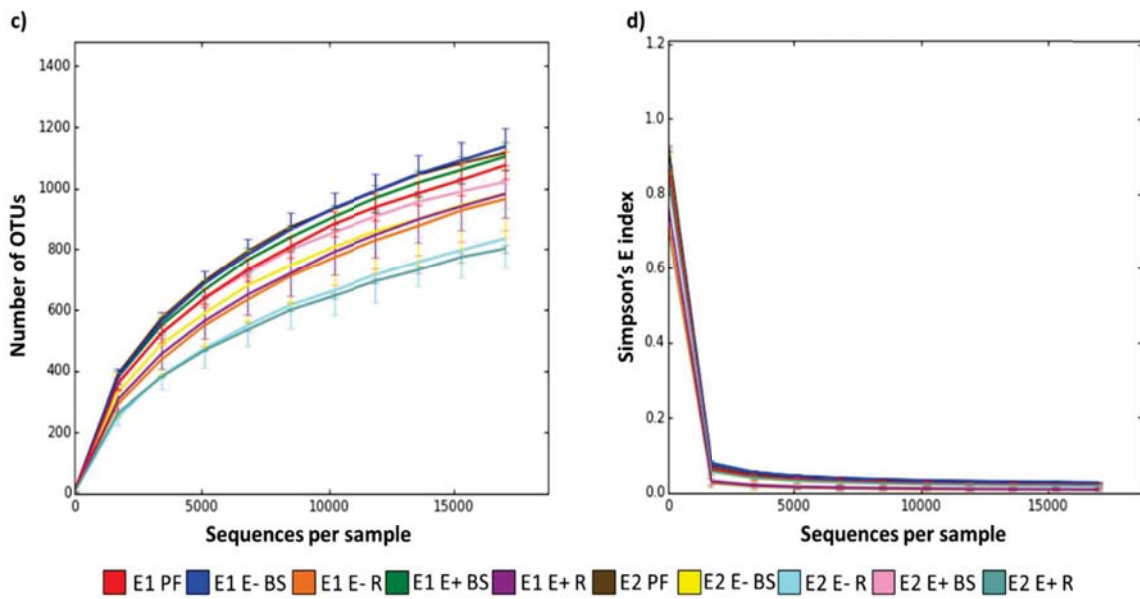 c)
1400
1200
1000
800
600
400
200
0
Number of OTUs
0 5000 10000 15000
Sequences per sample
d)
1.2
1.0
0.8
0.6
0.4
0.2
0.0
Simpson's E index
0 5000 10000 15000
Sequences per sample
E1 PF E1 E- BS E1 E- R E1 E+ BS E1 E+ R E2 PF E2 E- BS E2 E- R E2 E+ BS E2 E+ R